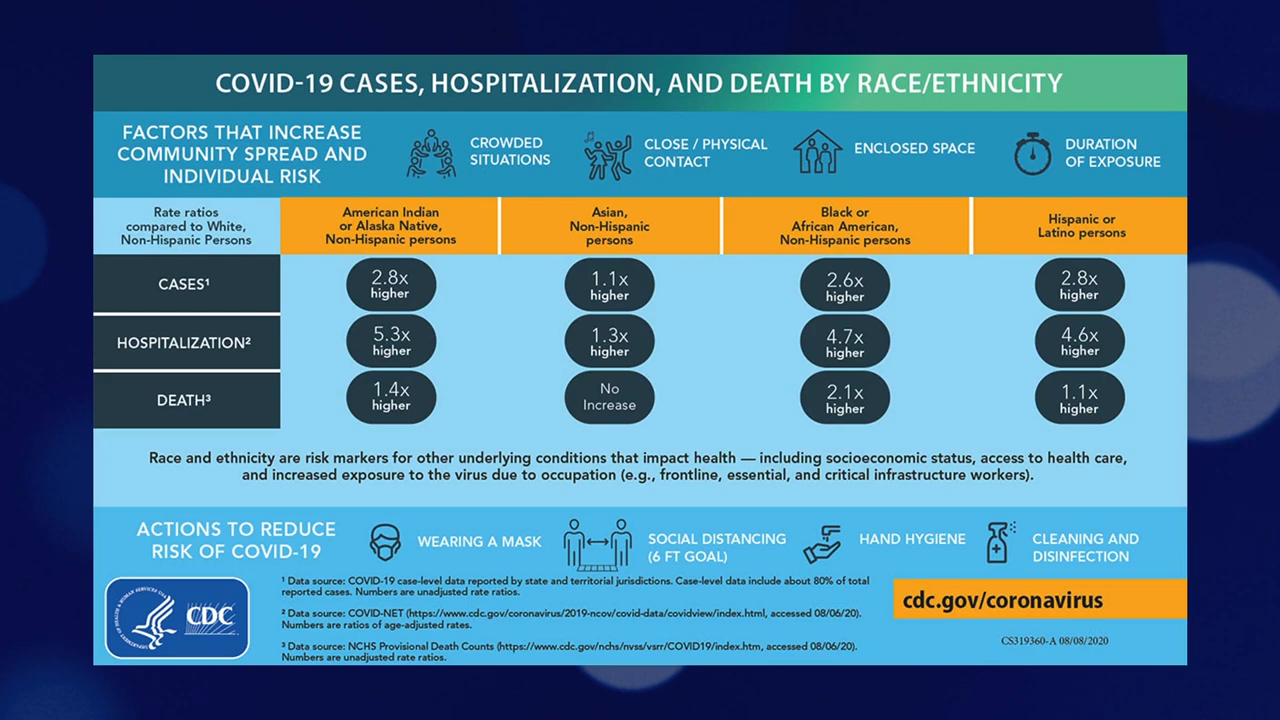 COVID-19 CASES, HOSPITALIZATION, AND DEATH BY RACE/ETHNICITY
FACTORS THAT INCREASE
COMMUNITY SPREAD AND
INDIVIDUAL RISK
CROWDED
SITUATIONS
CLOSE / PHYSICAL
CONTACT
ENCLOSED SPACE
DURATION
OF EXPOSURE
Rate ratios
compared to White,
Non-Hispanic Persons
American Indian
or Alaska Native,
Non-Hispanic persons
Asian,
Non-Hispanic
persons
Black or
African American,
Non-Hispanic persons
Hispanic or
Latino persons
CASES¹
2.8x
higher
1.1x
higher
2.6x
higher
2.8x
higher
HOSPITALIZATION²
5.3x
higher
1.3x
higher
4.7x
higher
4.6x
higher
DEATH³
1.4x
higher
No
Increase
2.1x
higher
1.1x
higher
Race and ethnicity are risk markers for other underlying conditions that impact health — including socioeconomic status, access to health care,
and increased exposure to the virus due to occupation (e.g., frontline, essential, and critical infrastructure workers).
ACTIONS TO REDUCE
RISK OF COVID-19
WEARING A MASK
SOCIAL DISTANCING
(6 FT GOAL)
HAND HYGIENE
CLEANING AND
DISINFECTION
CDC
¹ Data source: COVID-19 case-level data reported by state and territorial jurisdictions. Case-level data include about 80% of total
reported cases. Numbers are unadjusted rate ratios.
² Data source: COVID-NET (https://www.cdc.gov/coronavirus/2019-ncov/covid-data/covidview/index.html, accessed 08/06/20).
Numbers are ratios of age-adjusted rates.
³ Data source: NCHS Provisional Death Counts (https://www.cdc.gov/nchs/nvss/vsrr/COVID19/index.htm, accessed 08/06/20).
Numbers are unadjusted rate ratios.
cdc.gov/coronavirus
CS319360-A 08/08/2020